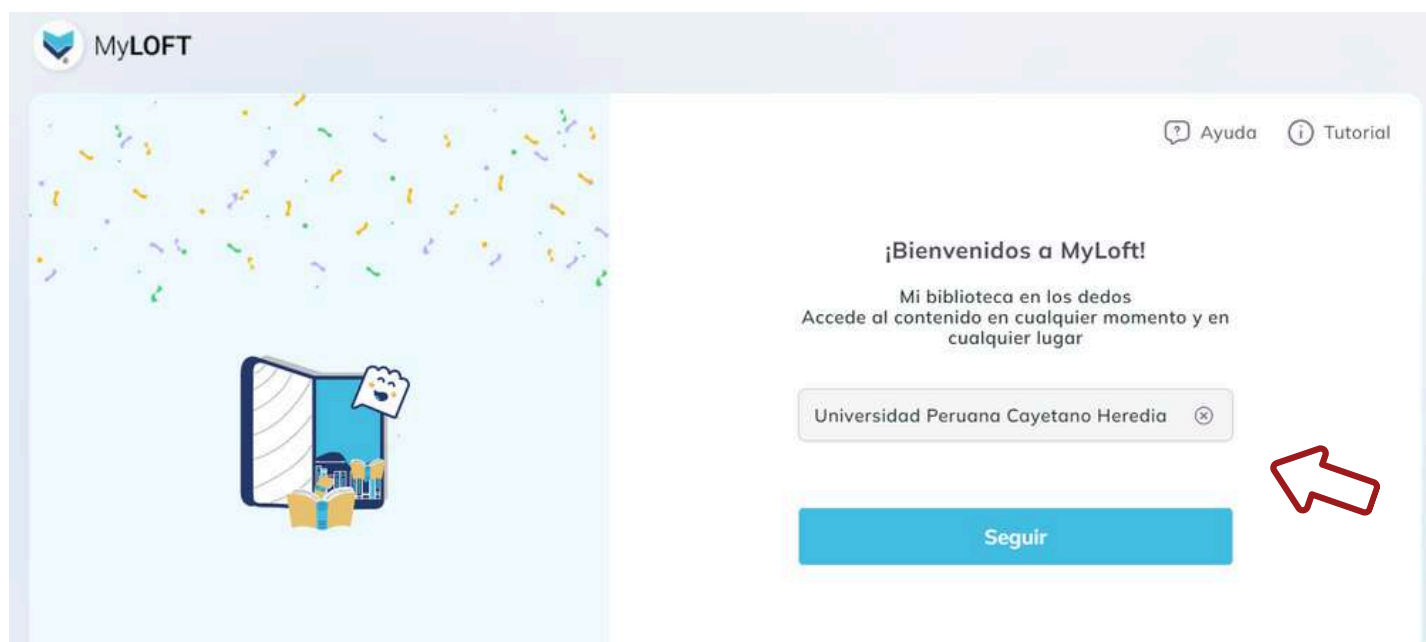 MyLOFT
Ayuda
Tutorial
¡Bienvenidos a MyLoft!
Mi biblioteca en los dedos
Accede al contenido en cualquier momento y en
cualquier lugar
Universidad Peruana Cayetano Heredia
Seguir